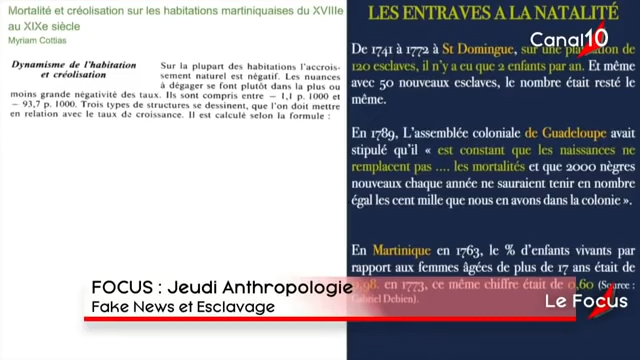 Mortalité et créolisation sur les habitations martiniquaises du XVIIIe
au XIXe siècle
Myriam Cottias
Dynamisme de l'habitation
et créolisation
Sur la plupart des habitations l'accrois-
sement naturel est négatif. Les nuances
à dégager se font plutôt dans la plus ou
moins grande négativité des taux. Ils sont compris entre – 1,1 p. 1000 et
– 93,7 p. 1000. Trois types de structures se dessinent, que l'on doit mettre
en relation avec le taux de croissance. Il est calculé selon la formule :
LES ENTRAVES A LA NATALITÉ
Canal10
De 1741 à 1772 à St Domingue, sur une
120 esclaves, il n'y a eu que 2 enfants par an. Et même
avec 50 nouveaux esclaves, le nombre était resté le
même.
En 1789, L'assemblée coloniale de Guadeloupe avait
stipulé qu'il « est constant que les naissances ne
remplacent pas .... les mortalités et que 2000 nègres
nouveaux chaque année ne sauraient tenir en nombre
égal les cent mille que nous en avons dans la colonie ».
En Martinique en 1763, le % d'enfants vivants par
rapport aux femmes âgées de plus de 17 ans était de
en 1773, ce même chiffre était de 0,60 (Source :
Gabriel Debien).
FOCUS : Jeudi Anthropologie
Fake News et Esclavage
Le Focus